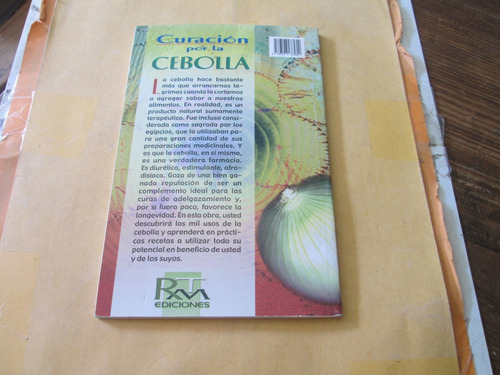 Curación
por la
CEBOLLA
La cebolla hace bastante
más que arrancarnos lá-
grimas cuando la cortamos
o agregar sabor a nuestros
alimentos. En realidad, es un
producto natural sumamente
terapéutico. Fue incluso consi-
derada como sagrada por los
egipcios, que la utilizaban pa-
ra una gran cantidad de sus
preparaciones medicinales. Y
es que la cebolla, en sí misma,
es una verdadera farmacia.
Es diurética, estimulante, afro-
disíaca. Goza de una bien ga-
nada reputación de ser un
complemento ideal para las
curas de adelgazamiento y,
por si fuera poco, favorece la
longevidad. En esta obra, usted
descubrirá los mil usos de la
cebolla y aprenderá en prácti-
cas recetas a utilizar todo su
potencial en beneficio de usted
y de los suyos.
EDICIONES